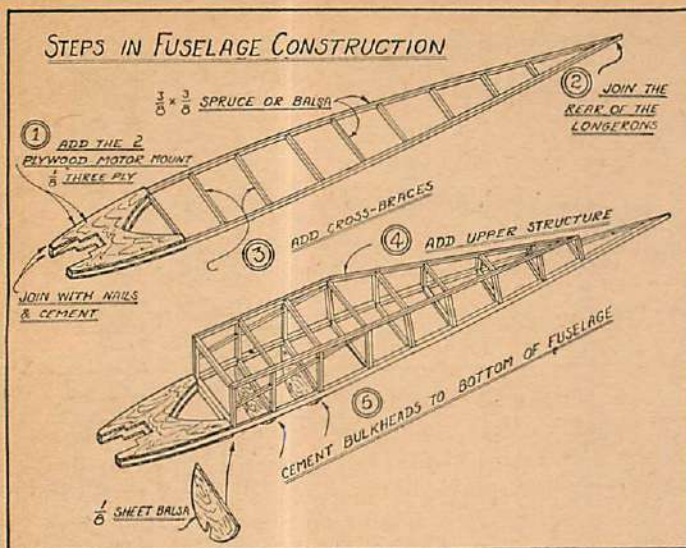 STEPS IN FUSELAGE CONSTRUCTION
3/8 x 3/8 SPRUCE OR BALSA
② JOIN THE
REAR OF THE
LONGERONS
① ADD THE 2
PLYWOOD MOTOR MOUNT
1/8 THREE PLY
③ ADD CROSS-BRACES
④ ADD UPPER STRUCTURE
JOIN WITH NAILS
& CEMENT
⑤
CEMENT BULKHEADS TO BOTTOM OF FUSELAGE
1/8 SHEET BALSA